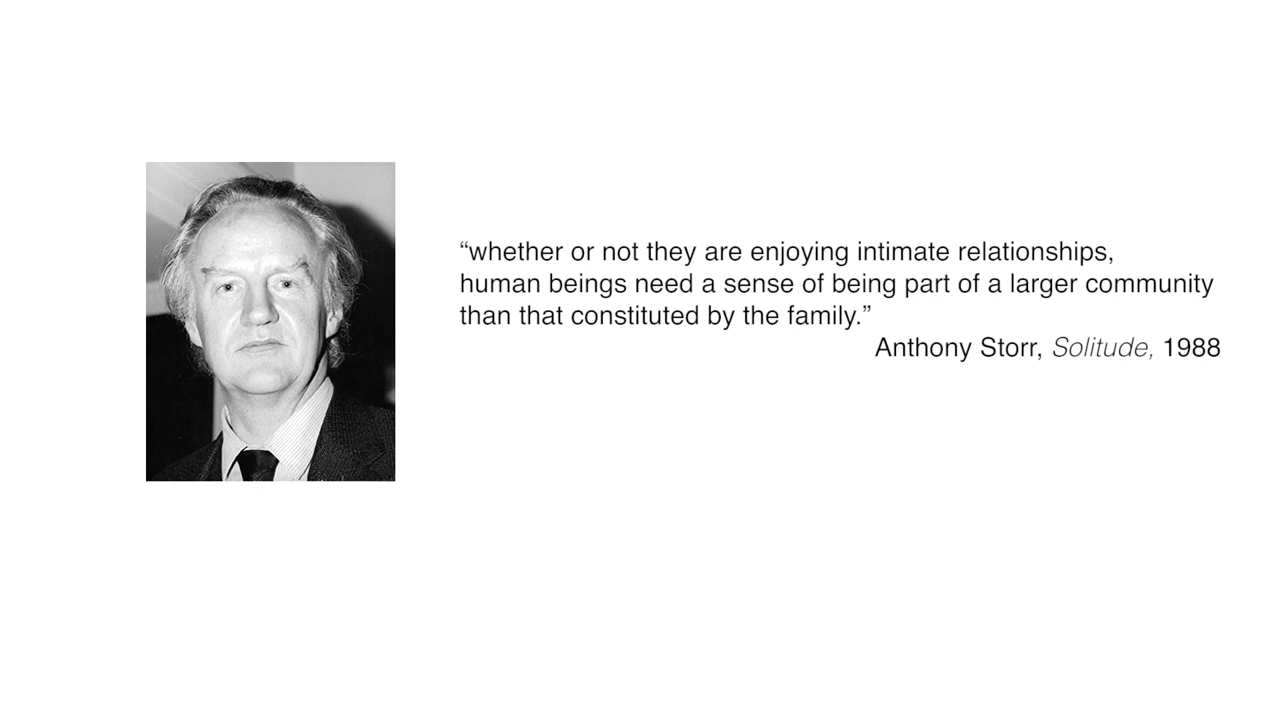 “whether or not they are enjoying intimate relationships,
human beings need a sense of being part of a larger community
than that constituted by the family.”
Anthony Storr, Solitude, 1988